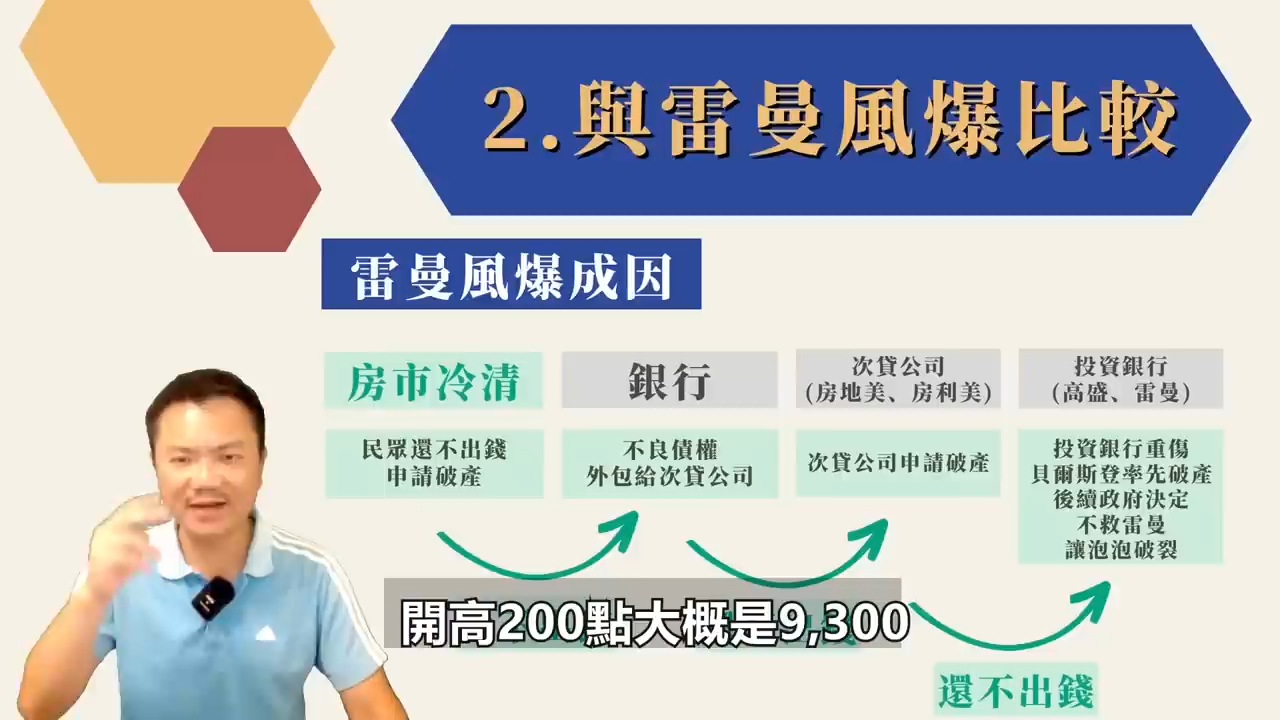 2.與雷曼風爆比較
雷曼風爆成因
房市冷清
銀行
次貸公司
(房地美、房利美)
投資銀行
(高盛、雷曼)
民眾還不出錢
申請破產
不良債權
外包給次貸公司
次貸公司申請破產
投資銀行重傷
貝爾斯登率先破產
後續政府決定
不救雷曼
讓泡泡破裂
開高200點大概是9,300
還不出錢